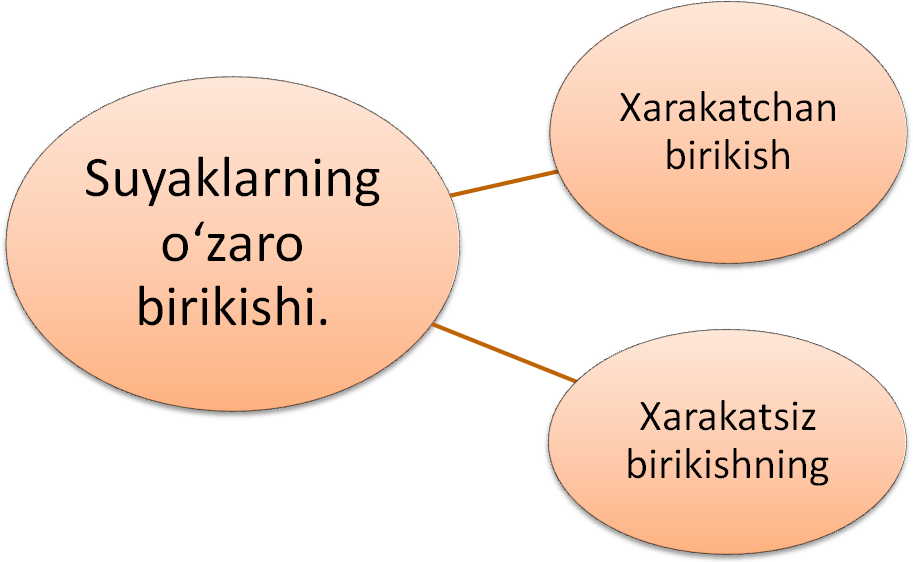 Suyaklarning
o‘zaro
birikishi.
Xarakatchan
birikish
Xarakatsiz
birikishning